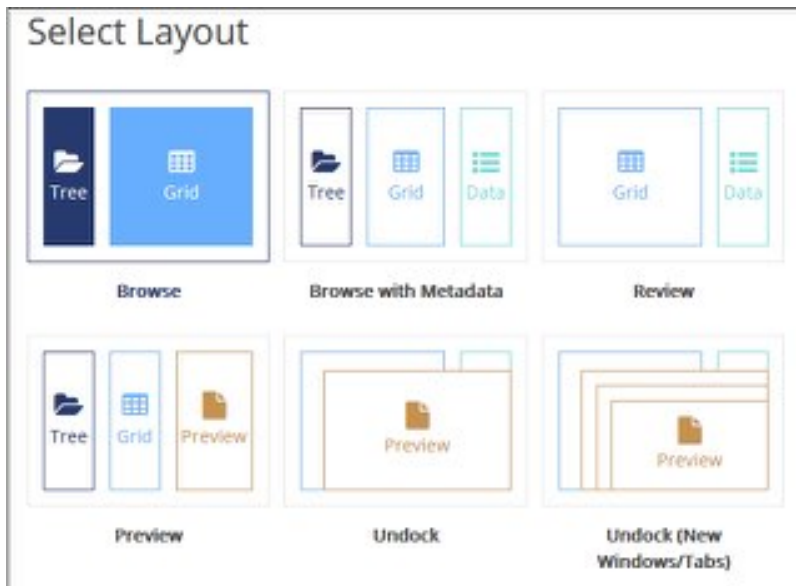 Select Layout
Tree
Grid
Tree
Grid
Data
Grid
Data
Browse
Browse with Metadata
Review
Tree
Grid
Preview
Preview
Preview
Preview
Undock
Undock (New
Windows/Tabs)